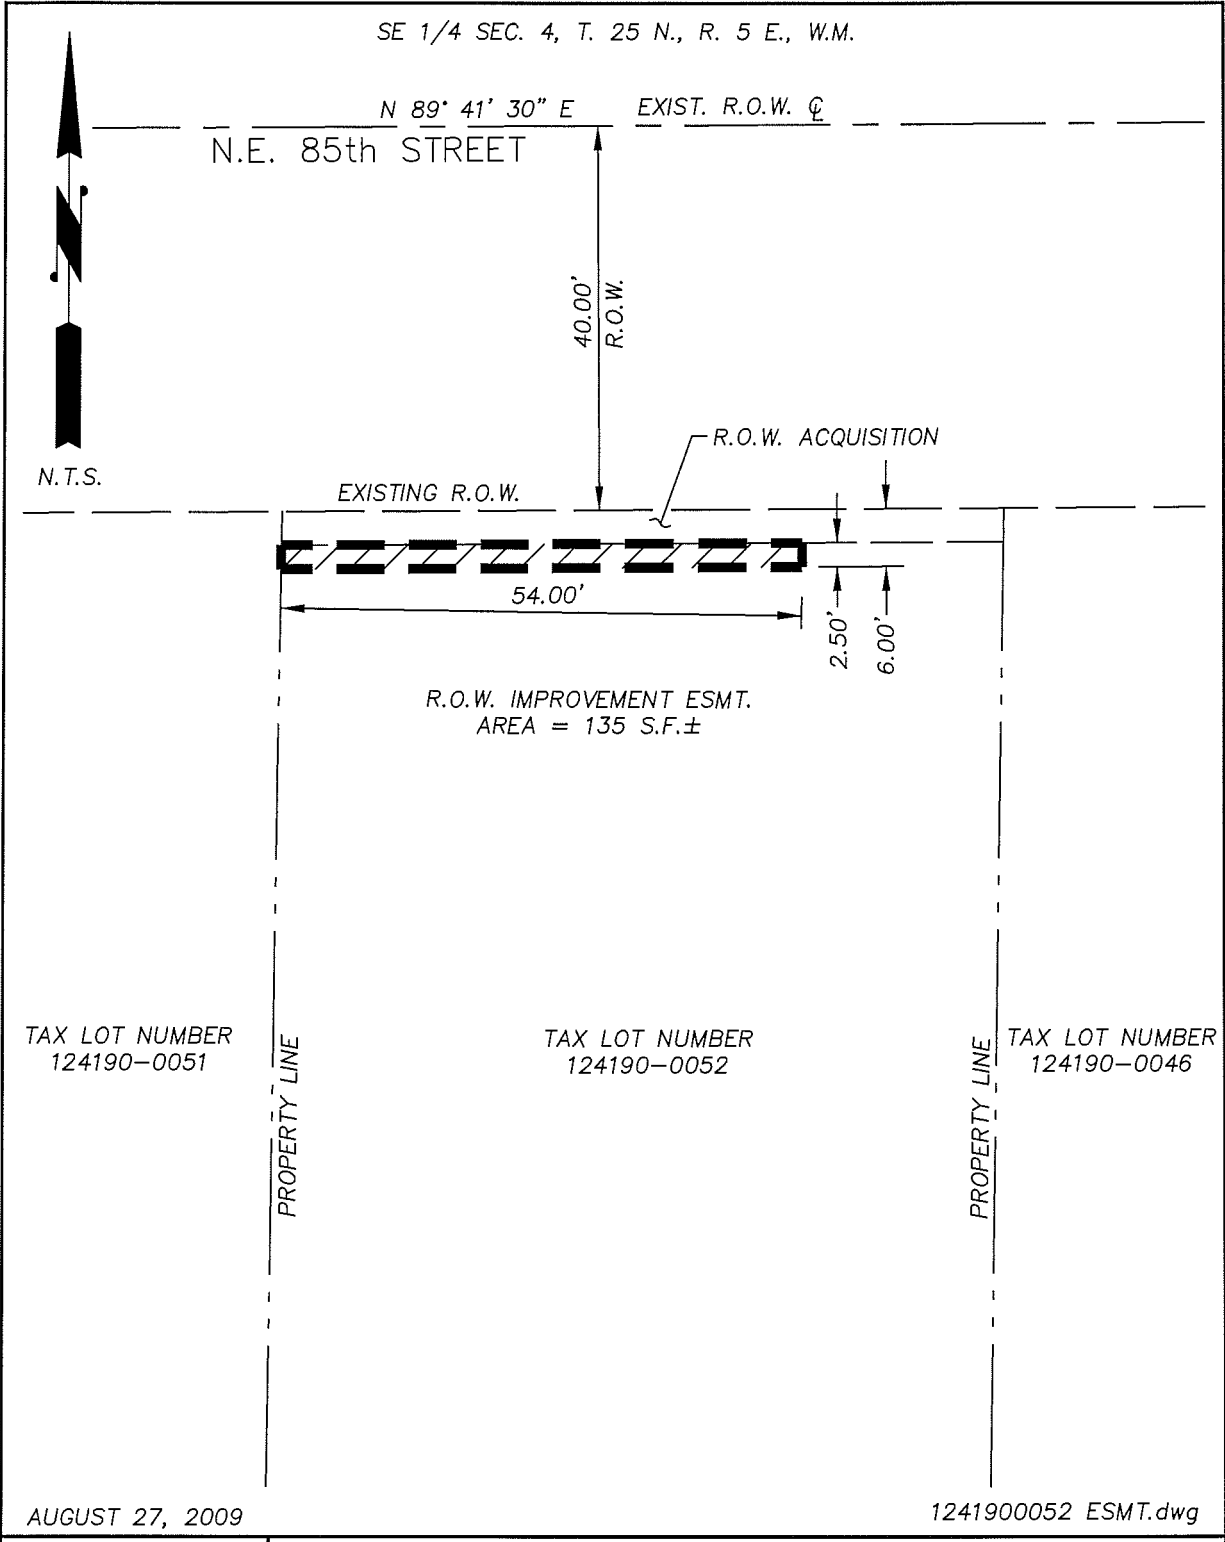 SE 1/4 SEC. 4, T. 25 N., R. 5 E., W.M.
N 89° 41' 30" E EXIST. R.O.W. ℄
N.E. 85th STREET
N
40.00'
R.O.W.
R.O.W. ACQUISITION
N.T.S.
EXISTING R.O.W.
54.00'
2.50'
6.00'
R.O.W. IMPROVEMENT ESMT.
AREA = 135 S.F.±
TAX LOT NUMBER
124190-0051
PROPERTY LINE
TAX LOT NUMBER
124190-0052
PROPERTY LINE
TAX LOT NUMBER
124190-0046
AUGUST 27, 2009
1241900052 ESMT.dwg